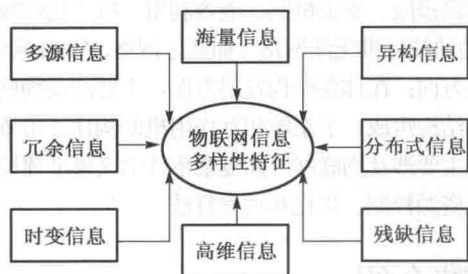 多源信息
海量信息
异构信息
冗余信息
物联网信息
多样性特征
分布式信息
时变信息
高维信息
残缺信息